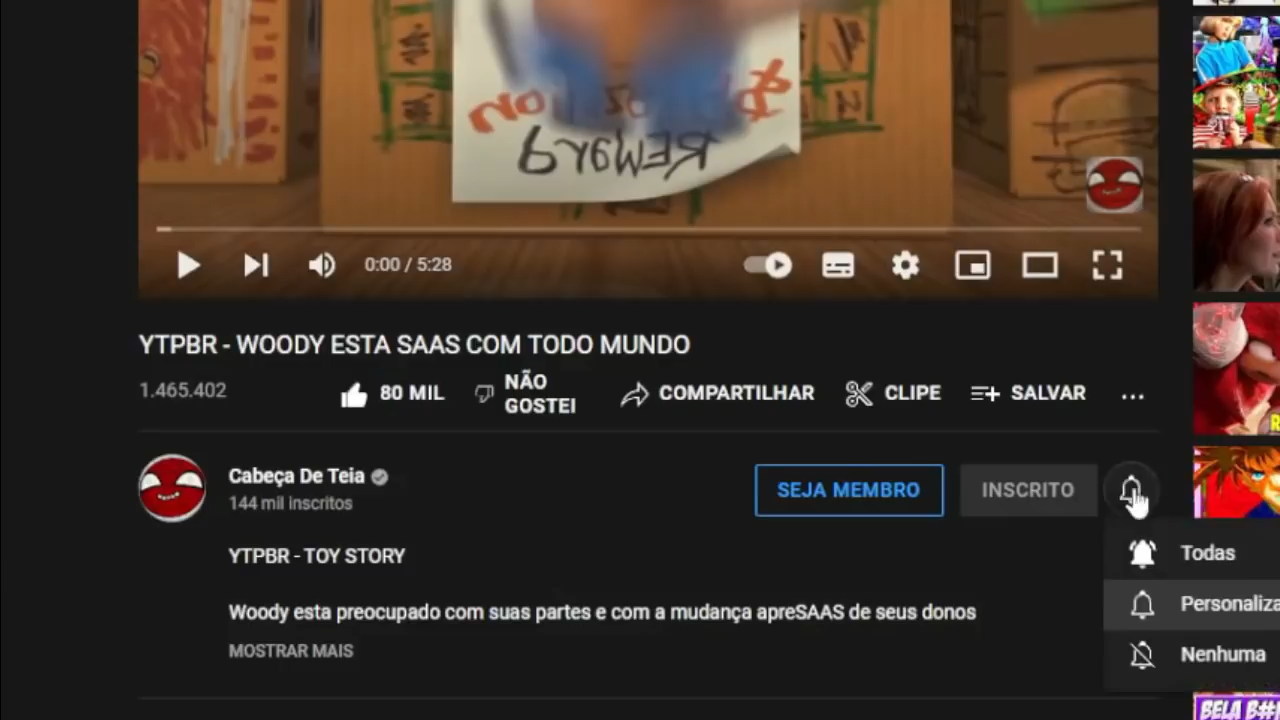 0:00 / 5:28
YTPBR - WOODY ESTA SAAS COM TODO MUNDO
1.465.402
80 MIL
NÃO
GOSTEI
COMPARTILHAR
CLIPE
SALVAR
...
Cabeça De Teia
144 mil inscritos
SEJA MEMBRO
INSCRITO
YTPBR - TOY STORY
Todas
Woody esta preocupado com suas partes e com a mudança apreSAAS de seus donos
Personaliza
MOSTRAR MAIS
Nenhuma
BELA